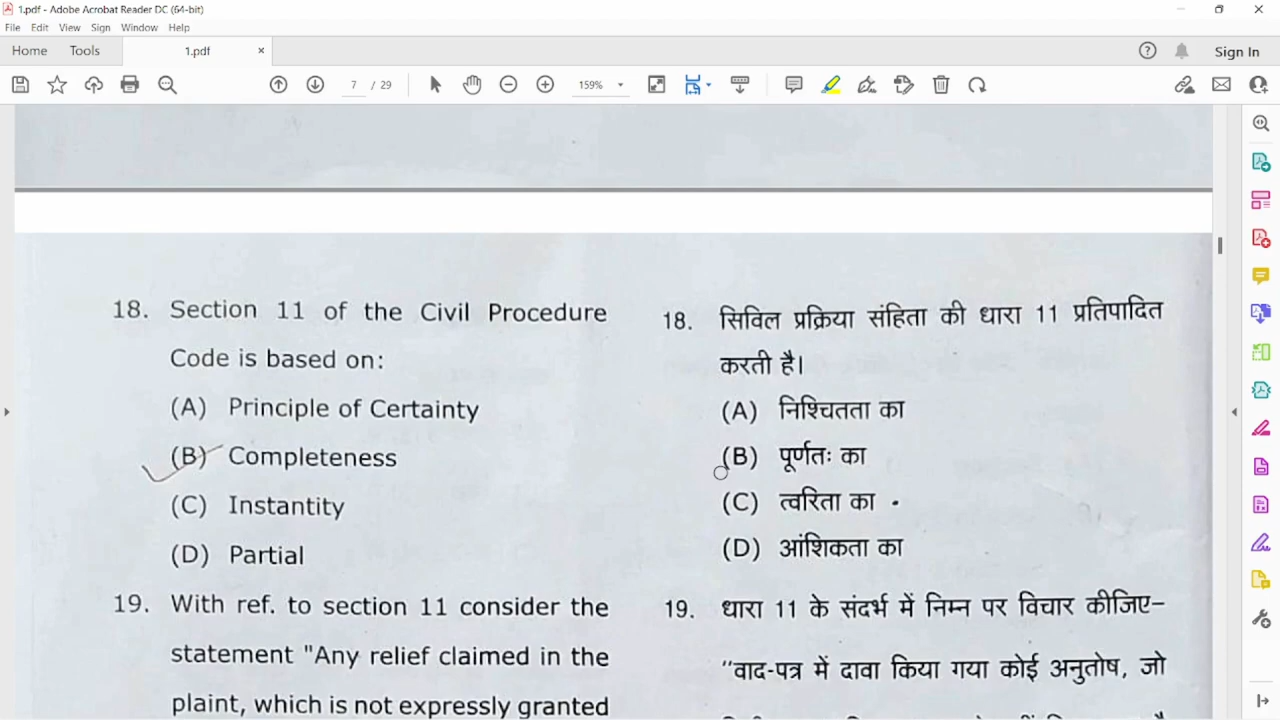 1.pdf - Adobe Acrobat Reader DC (64-bit)
File Edit View Sign Window Help
Home Tools 1.pdf × Sign In
7 / 29 159%
18. Section 11 of the Civil Procedure
Code is based on:
(A) Principle of Certainty
(B) Completeness
(C) Instantity
(D) Partial
19. With ref. to section 11 consider the
statement "Any relief claimed in the
plaint, which is not expressly granted
18. सिविल प्रक्रिया संहिता की धारा 11 प्रतिपादित
करती है।
(A) निश्चितता का
(B) पूर्णतः का
(C) त्वरिता का
(D) आंशिकता का
19. धारा 11 के संदर्भ में निम्न पर विचार कीजिए–
"वाद-पत्र में दावा किया गया कोई अनुतोष, जो